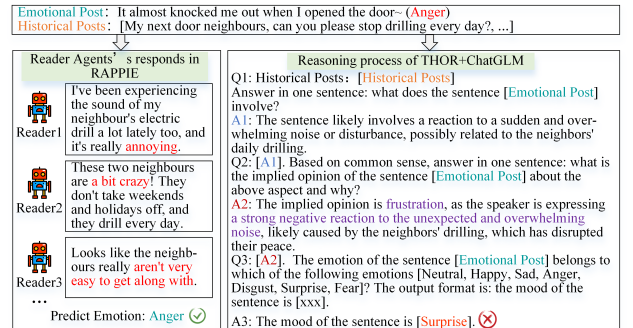 Emotional Post: It almost knocked me out when I opened the door~ (Anger)
Historical Posts: [My next door neighbours, can you please stop drilling every day?, ...]
Reader Agents’s responds in
RAPPIE
I've been experiencing
the sound of my
neighbour's electric
drill a lot lately too, and
it's really annoying.
Reader1
These two neighbours
are a bit crazy! They
don't take weekends
and holidays off, and
they drill every day.
Reader2
Looks like the neighb-
ours really aren't very
easy to get along with.
Reader3
...
Predict Emotion: Anger
Reasoning process of THOR+ChatGLM
Q1: Historical Posts: [Historical Posts]
Answer in one sentence: what does the sentence [Emotional Post]
involve?
A1: The sentence likely involves a reaction to a sudden and over-
whelming noise or disturbance, possibly related to the neighbors'
daily drilling.
Q2: [A1]. Based on common sense, answer in one sentence: what is
the implied opinion of the sentence [Emotional Post] about the
above aspect and why?
A2: The implied opinion is frustration, as the speaker is expressing
a strong negative reaction to the unexpected and overwhelming
noise, likely caused by the neighbors' drilling, which has disrupted
their peace.
Q3: [A2]. The emotion of the sentence [Emotional Post] belongs to
which of the following emotions [Neutral, Happy, Sad, Anger,
Disgust, Surprise, Fear]? The output format is: the mood of the
sentence is [xxx].
A3: The mood of the sentence is [Surprise].